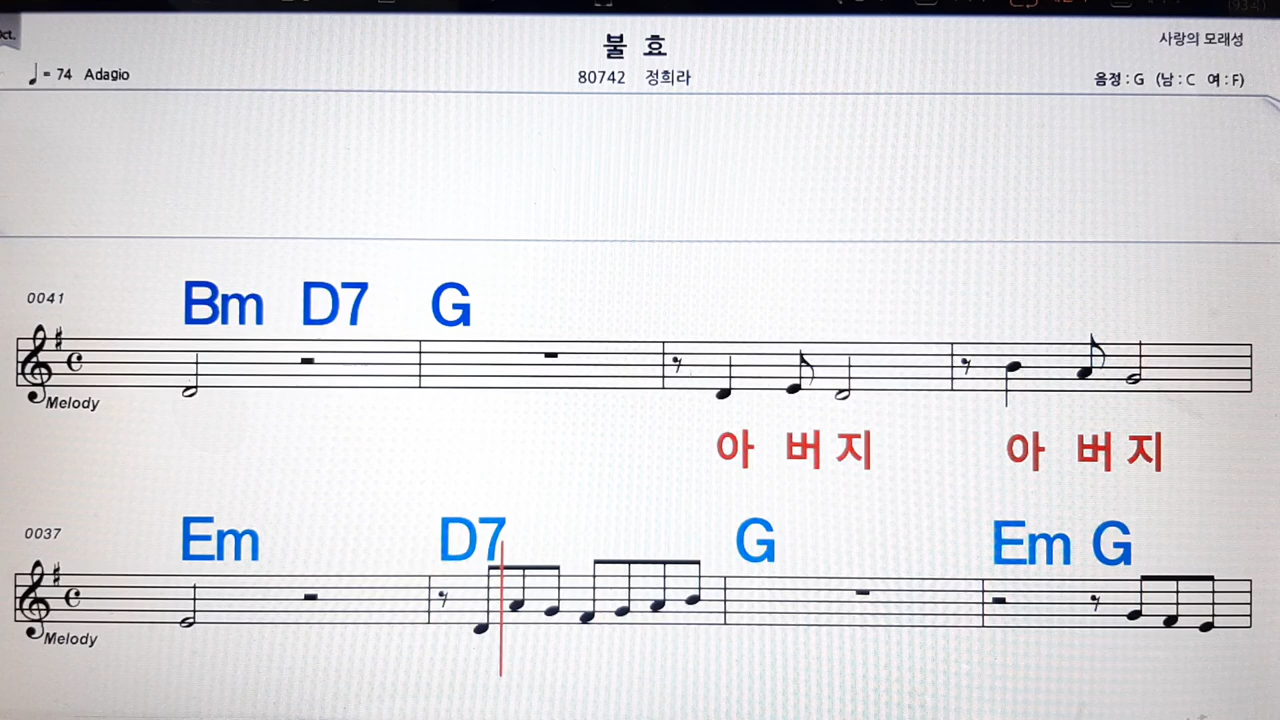 불 효
사랑의 모래성
♩= 74 Adagio
80742 정희라
음정 : G (남 : C 여 : F)
0041
Bm D7 G
Melody
아 버 지 아 버 지
0037
Em D7 G Em G
Melody